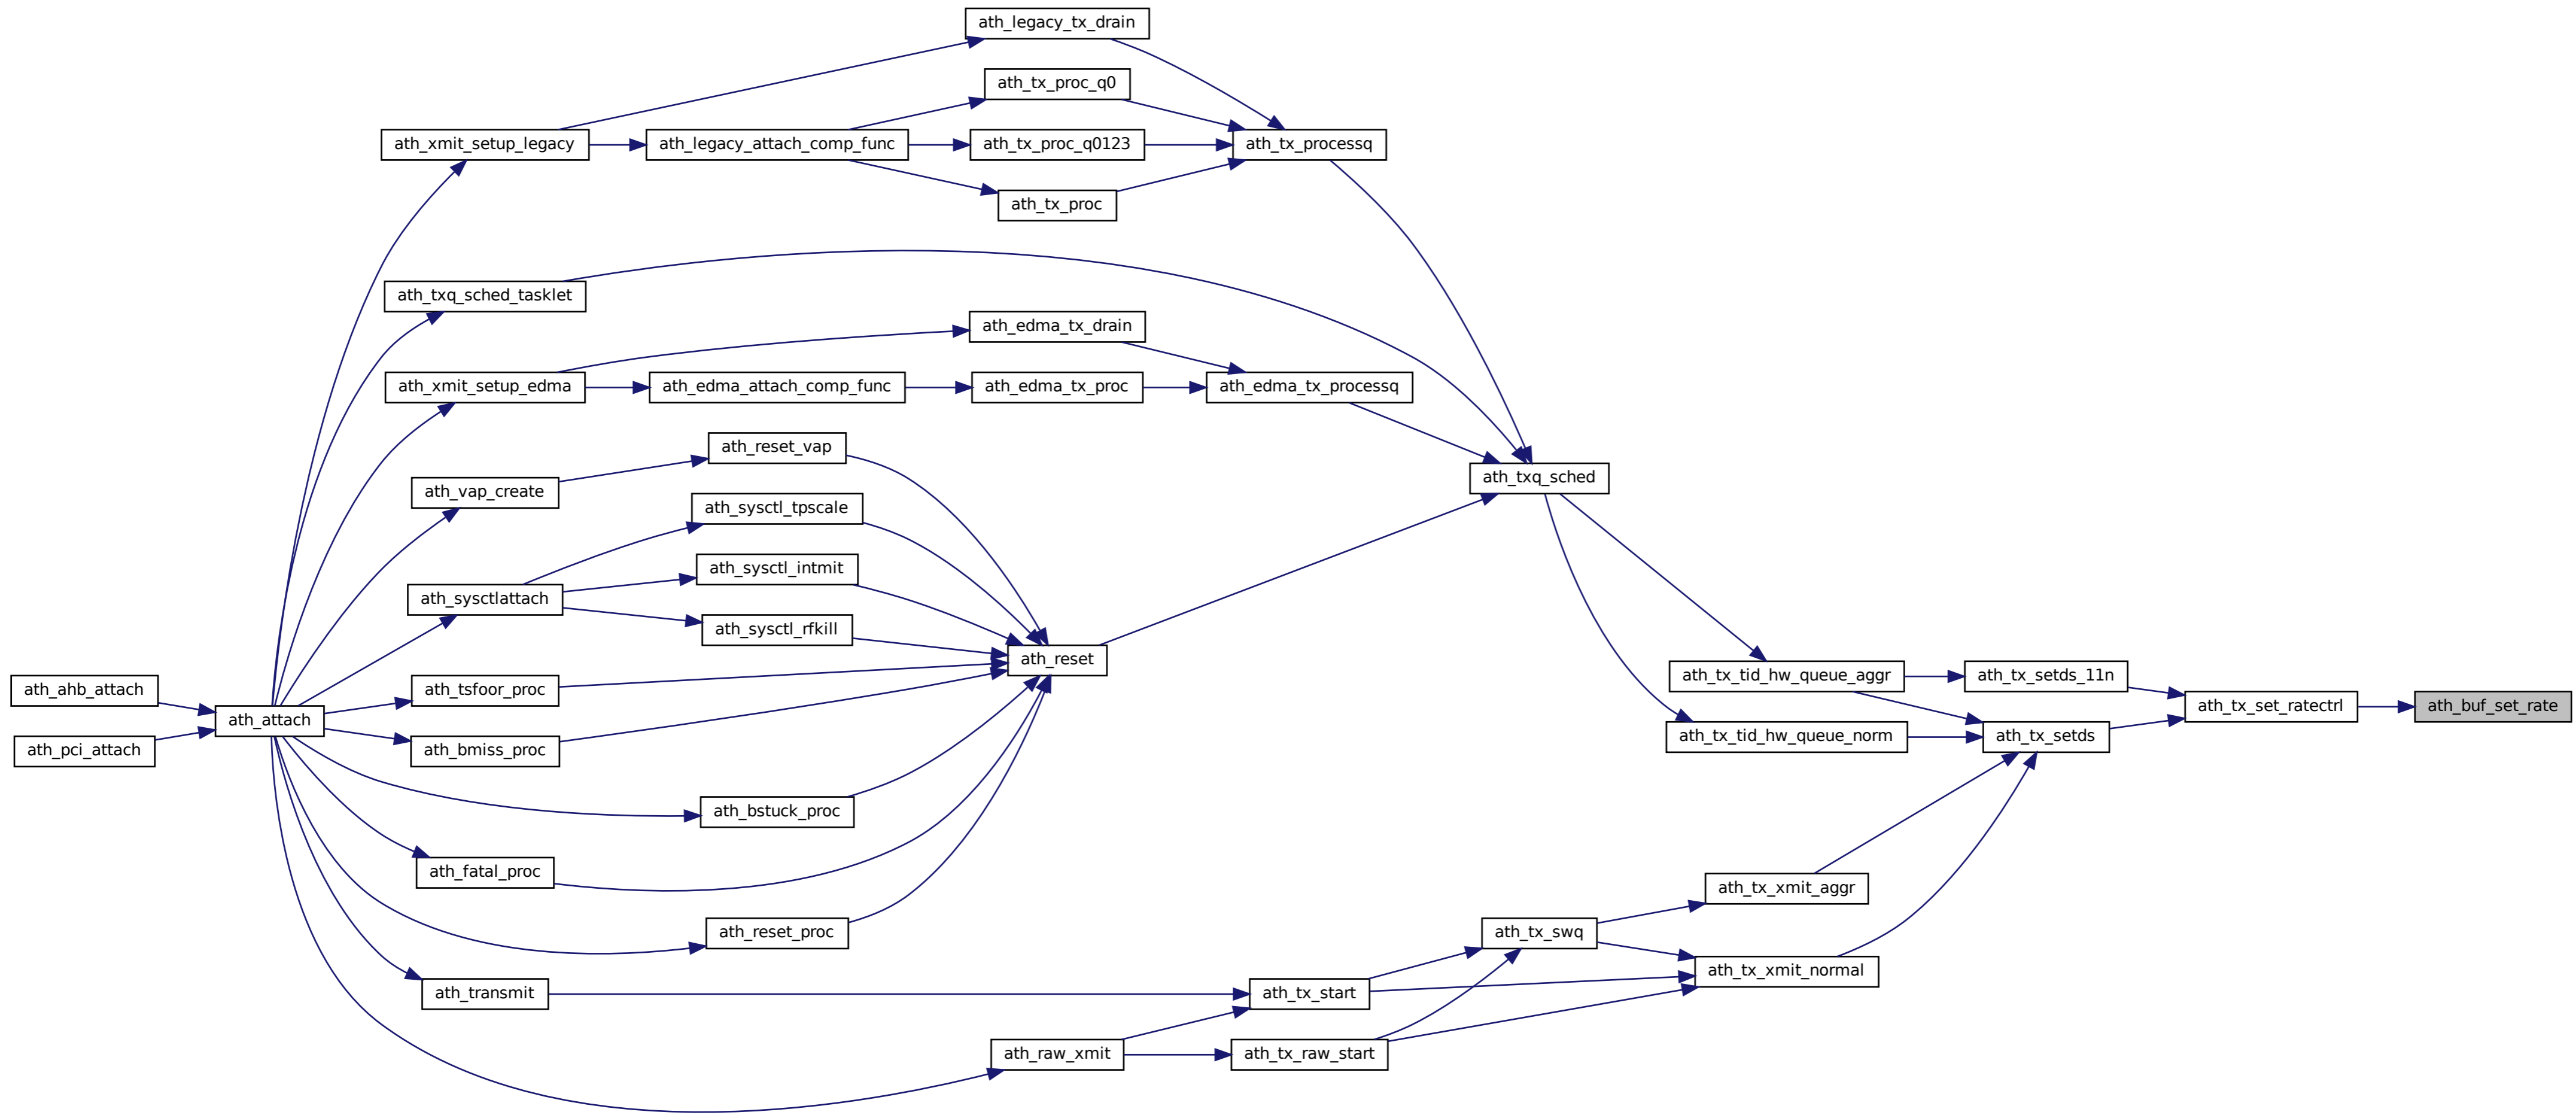 ath_legacy_tx_drain
ath_tx_proc_q0
ath_xmit_setup_legacy
ath_legacy_attach_comp_func
ath_tx_proc_q0123
ath_tx_processq
ath_tx_proc
ath_txq_sched_tasklet
ath_edma_tx_drain
ath_xmit_setup_edma
ath_edma_attach_comp_func
ath_edma_tx_proc
ath_edma_tx_processq
ath_reset_vap
ath_txq_sched
ath_vap_create
ath_sysctl_tpscale
ath_sysctl_intmit
ath_sysctlattach
ath_sysctl_rfkill
ath_reset
ath_tx_tid_hw_queue_aggr
ath_tx_setds_11n
ath_ahb_attach
ath_tsfoor_proc
ath_tx_set_ratectrl
ath_buf_set_rate
ath_attach
ath_tx_tid_hw_queue_norm
ath_tx_setds
ath_pci_attach
ath_bmiss_proc
ath_bstuck_proc
ath_fatal_proc
ath_tx_xmit_aggr
ath_reset_proc
ath_tx_swq
ath_tx_xmit_normal
ath_transmit
ath_tx_start
ath_raw_xmit
ath_tx_raw_start